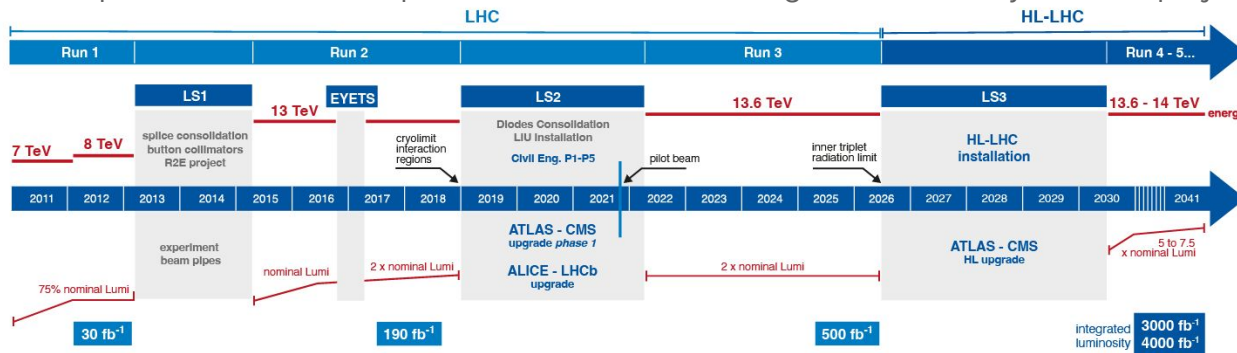 LHC
HL-LHC
Run 1
Run 2
Run 3
Run 4 - 5...
LS1
EYETS
LS2
LS3
7 TeV
8 TeV
13 TeV
13.6 TeV
13.6 - 14 TeV
energy
splice consolidation
button collimators
R2E project
cryolimit
interaction
regions
Diodes Consolidation
LIU Installation
Civil Eng. P1-P5
pilot beam
inner triplet
radiation limit
HL-LHC
installation
2011 2012 2013 2014 2015 2016 2017 2018 2019 2020 2021 2022 2023 2024 2025 2026 2027 2028 2029 2030 2041
experiment
beam pipes
ATLAS - CMS
upgrade phase 1
ALICE - LHCb
upgrade
ATLAS - CMS
HL upgrade
75% nominal Lumi
nominal Lumi
2 x nominal Lumi
2 x nominal Lumi
5 to 7.5
x nominal Lumi
30 fb⁻¹
190 fb⁻¹
500 fb⁻¹
integrated
luminosity
3000 fb⁻¹
4000 fb⁻¹